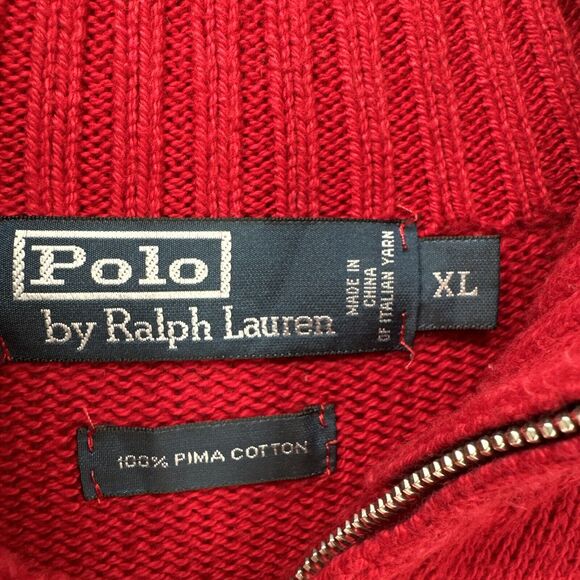 Polo
by Ralph Lauren
MADE IN
CHINA
OF ITALIAN YARN
XL
100% PIMA COTTON